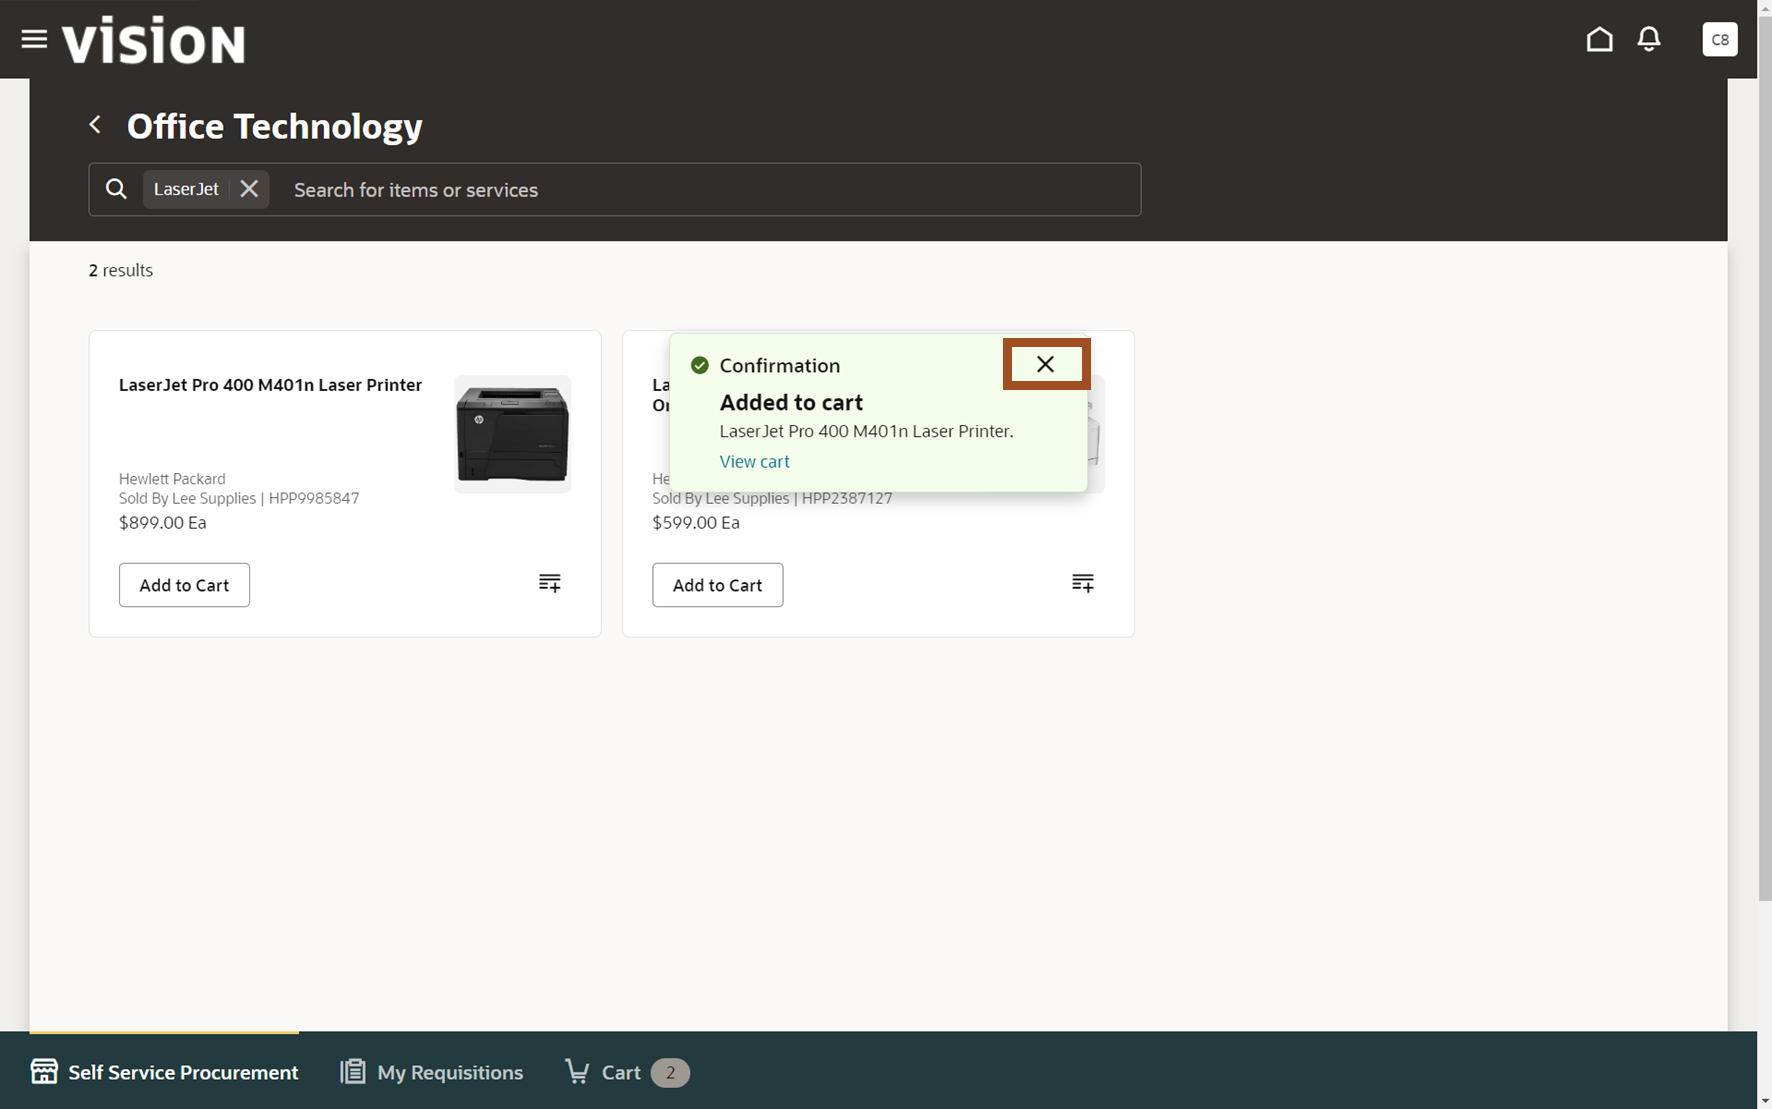 vision
C8
Office Technology
LaserJet
Search for items or services
2 results
LaserJet Pro 400 M401n Laser Printer
Hewlett Packard
Sold By Lee Supplies | HPP9985847
$899.00 Ea
Add to Cart
La
Or
Confirmation
Added to cart
LaserJet Pro 400 M401n Laser Printer.
View cart
He
Sold By Lee Supplies | HPP2387127
$599.00 Ea
Add to Cart
Self Service Procurement
My Requisitions
Cart
2